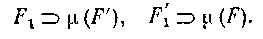 F₁ ⊃ μ (F′), F′₁ ⊃ μ (F).